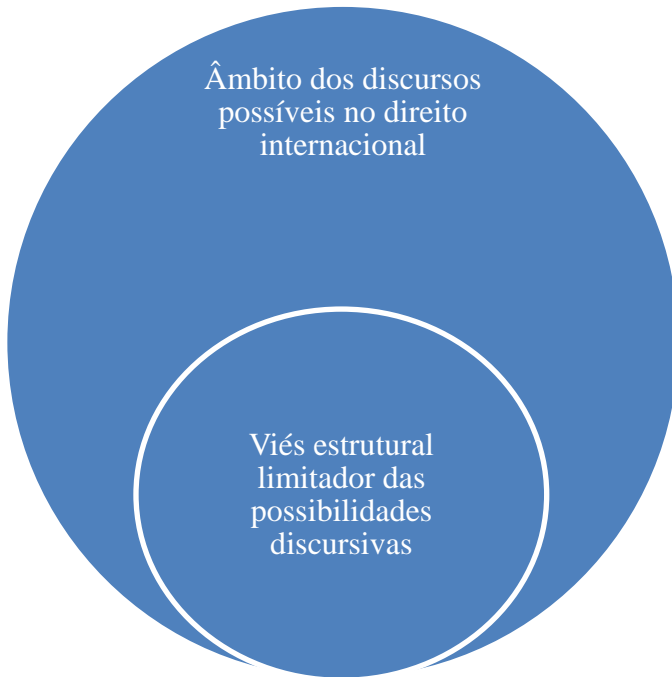 Âmbito dos discursos
possíveis no direito
internacional
Viés estrutural
limitador das
possibilidades
discursivas